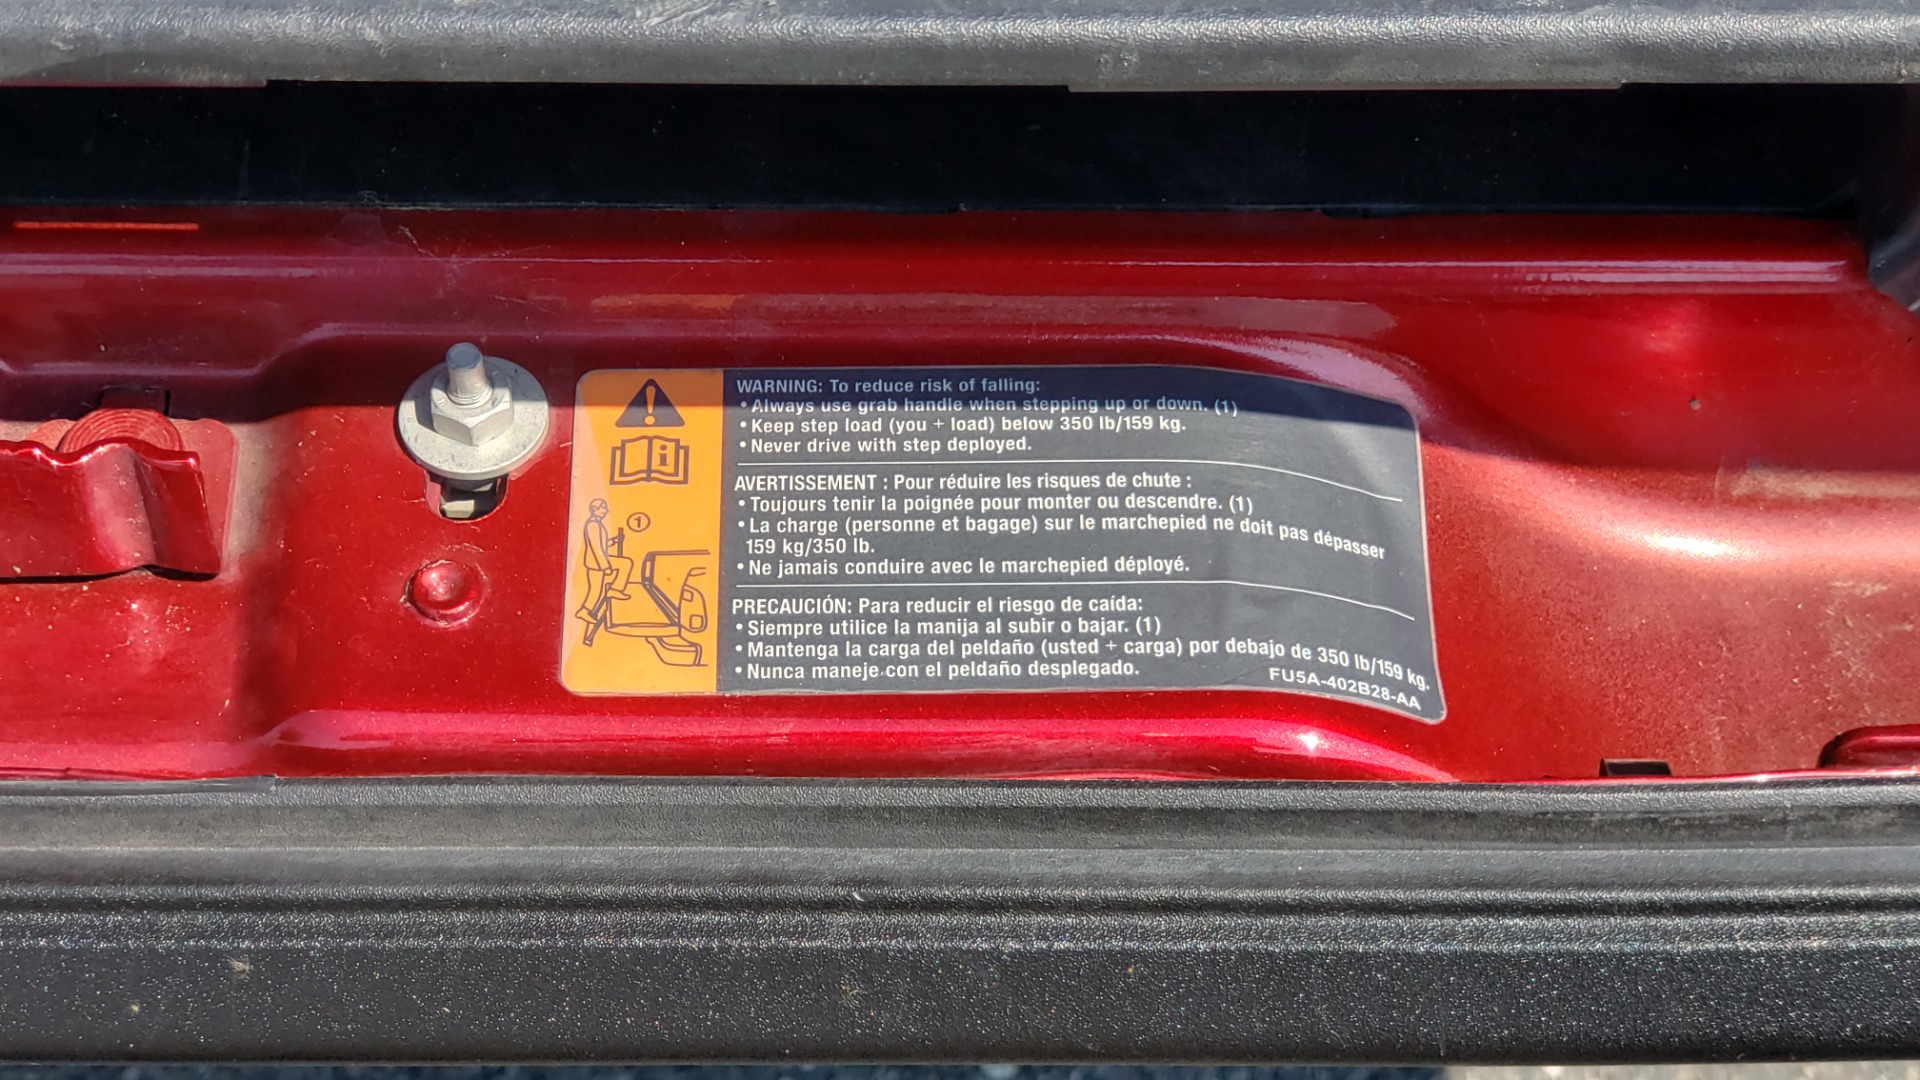 WARNING: To reduce risk of falling:
• Always use grab handle when stepping up or down. (1)
• Keep step load (you + load) below 350 lb/159 kg.
• Never drive with step deployed.
AVERTISSEMENT : Pour réduire les risques de chute :
• Toujours tenir la poignée pour monter ou descendre. (1)
• La charge (personne et bagage) sur le marchepied ne doit pas dépasser
159 kg/350 lb.
• Ne jamais conduire avec le marchepied déployé.
PRECAUCIÓN: Para reducir el riesgo de caída:
• Siempre utilice la manija al subir o bajar. (1)
• Mantenga la carga del peldaño (usted + carga) por debajo de 350 lb/159 kg.
• Nunca maneje con el peldaño desplegado.
FU5A-402B28-AA
1